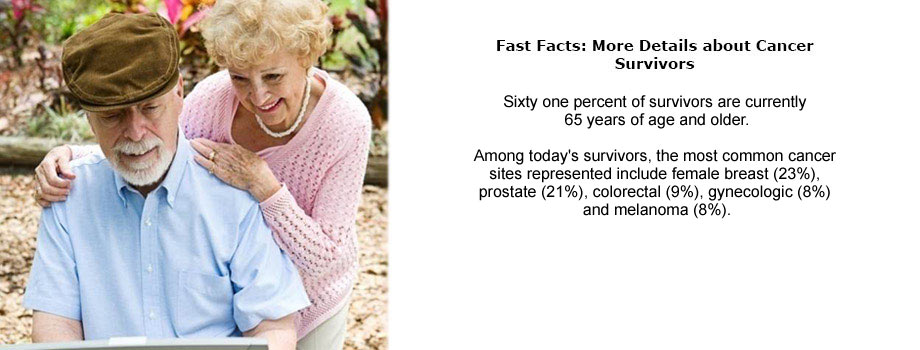 Fast Facts: More Details about Cancer
Survivors
Sixty one percent of survivors are currently
65 years of age and older.
Among today's survivors, the most common cancer
sites represented include female breast (23%),
prostate (21%), colorectal (9%), gynecologic (8%)
and melanoma (8%).